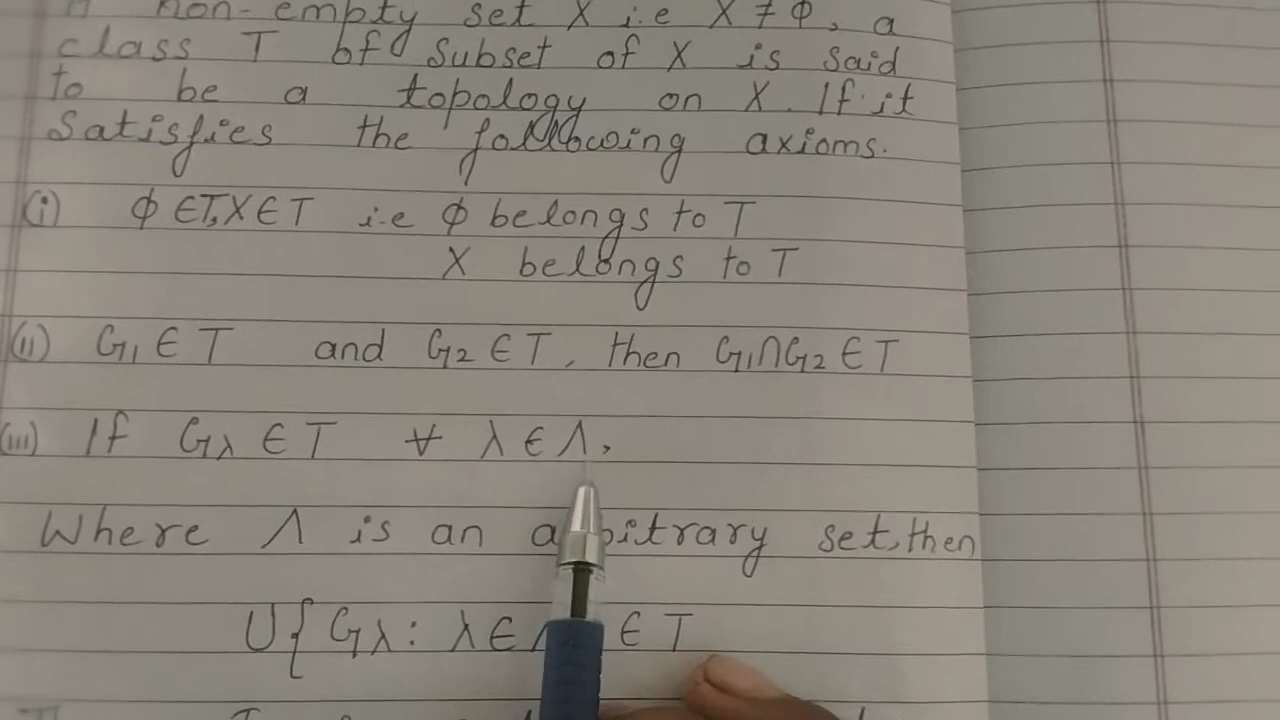 non-empty set X i.e X ≠ ϕ, a
class T of subset of X is said
to be a topology on X. If it
Satisfies the following axioms.
(i) ϕ ∈ T, X ∈ T i.e ϕ belongs to T
X belongs to T
(ii) G₁ ∈ T and G₂ ∈ T, then G₁∩G₂ ∈ T
(iii) If Gλ ∈ T ∀ λ ∈ Λ,
Where Λ is an arbitrary set, then
∪{Gλ : λ ∈ Λ ∈ T